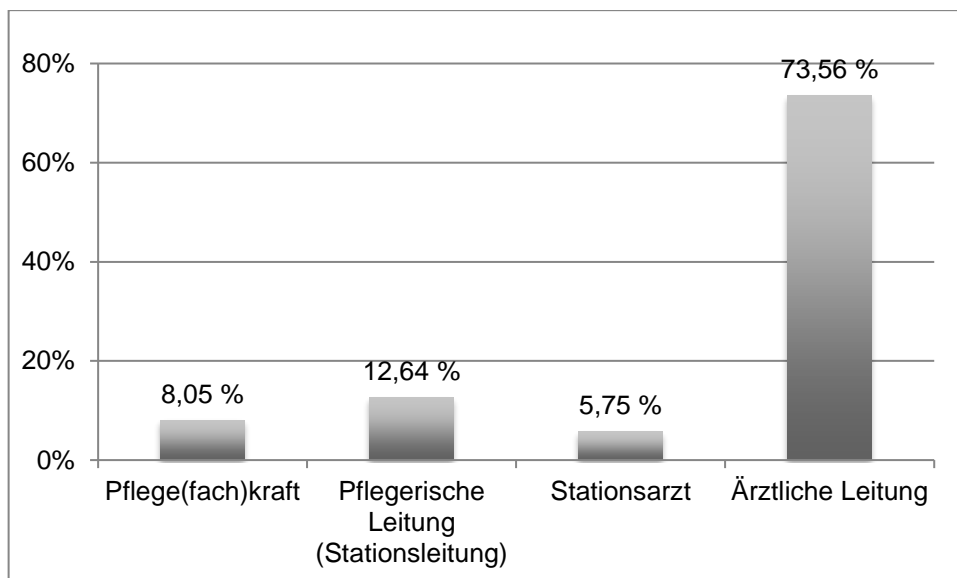 80%
73,56 %
60%
40%
20%
12,64 %
8,05 %
5,75 %
0%
Pflege(fach)kraft
Pflegerische
Leitung
(Stationsleitung)
Stationsarzt
Ärztliche Leitung